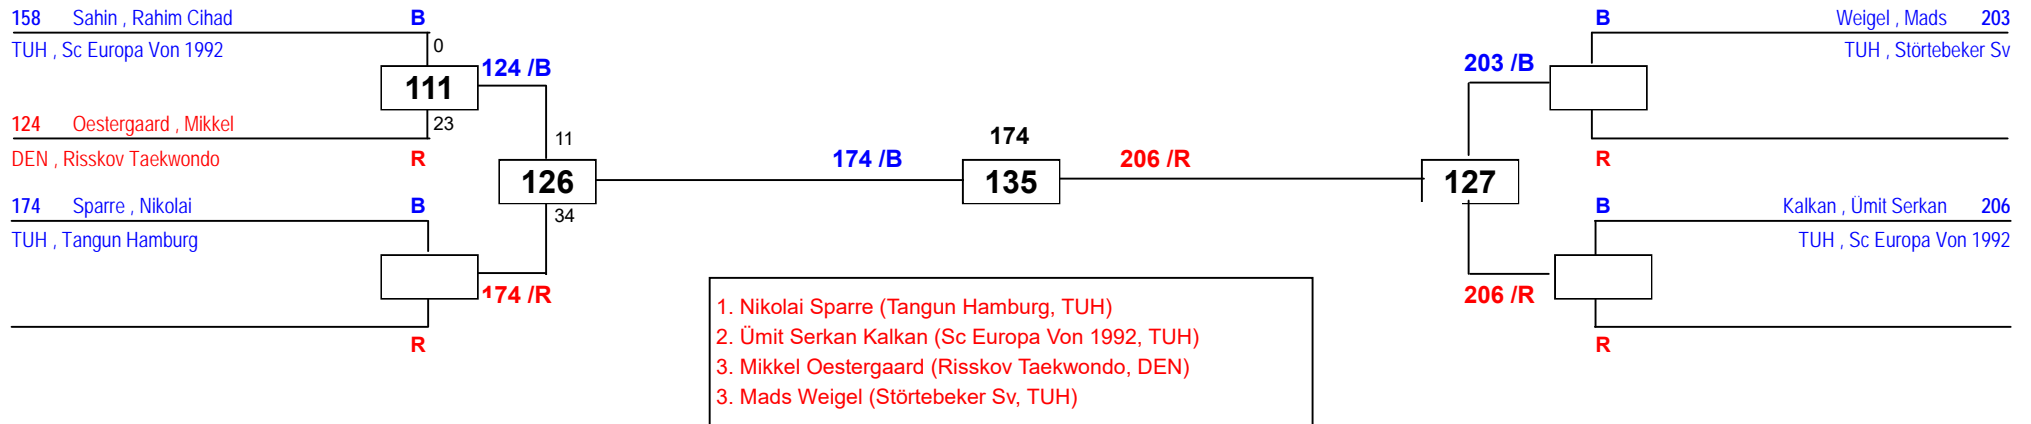 158 Sahin , Rahim Cihad B
TUH , Sc Europa Von 1992
0
111
124 /B
124 Oestergaard , Mikkel
23
DEN , Risskov Taekwondo R
11
126
34
174 Sparre , Nikolai B
TUH , Tangun Hamburg
174 /R
R
174 /B
174
135
206 /R
B Weigel , Mads 203
TUH , Störtebeker Sv
203 /B
R
127
B Kalkan , Ümit Serkan 206
TUH , Sc Europa Von 1992
206 /R
R
1. Nikolai Sparre (Tangun Hamburg, TUH)
2. Ümit Serkan Kalkan (Sc Europa Von 1992, TUH)
3. Mikkel Oestergaard (Risskov Taekwondo, DEN)
3. Mads Weigel (Störtebeker Sv, TUH)